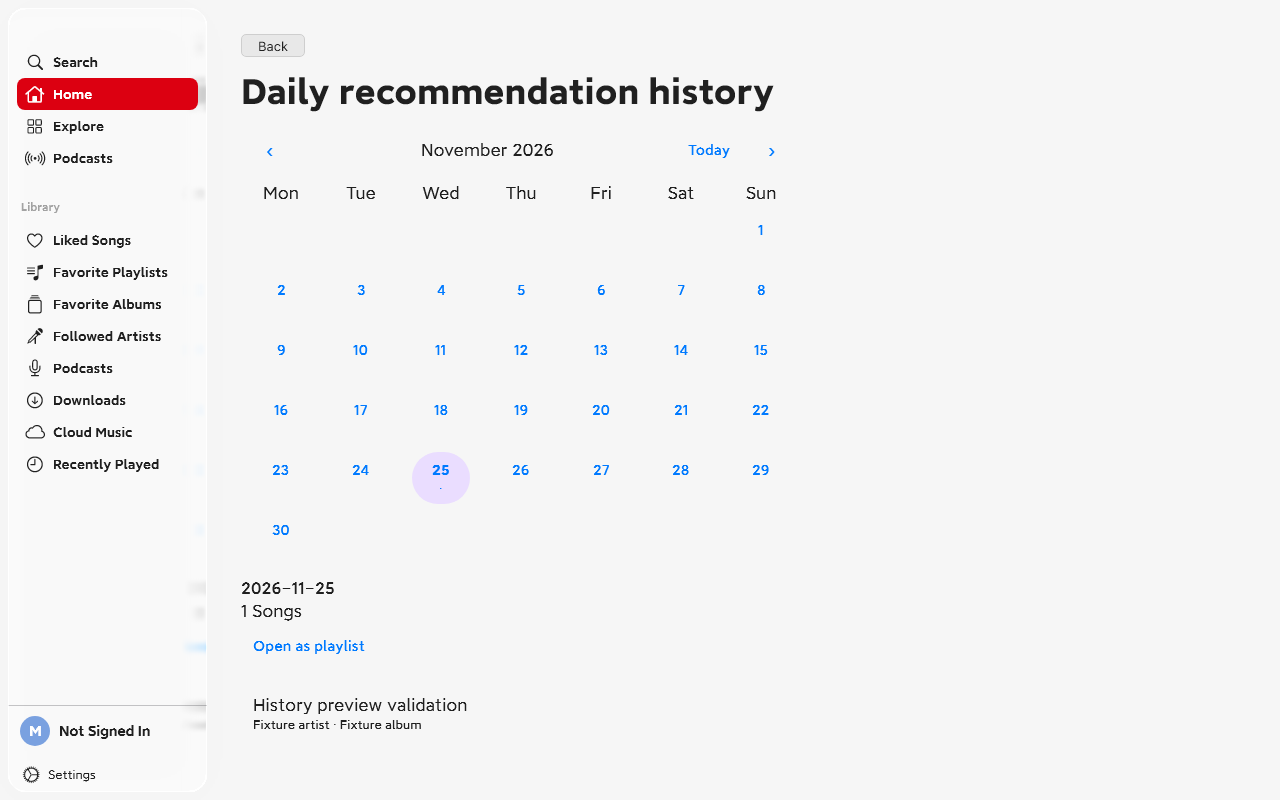 Search
Home
Explore
Podcasts
Library
Liked Songs
Favorite Playlists
Favorite Albums
Followed Artists
Podcasts
Downloads
Cloud Music
Recently Played
M Not Signed In
Settings
Back
Daily recommendation history
‹ November 2026 Today ›
Mon Tue Wed Thu Fri Sat Sun
1
2 3 4 5 6 7 8
9 10 11 12 13 14 15
16 17 18 19 20 21 22
23 24 25 26 27 28 29
·
30
2026-11-25
1 Songs
Open as playlist
History preview validation
Fixture artist · Fixture album